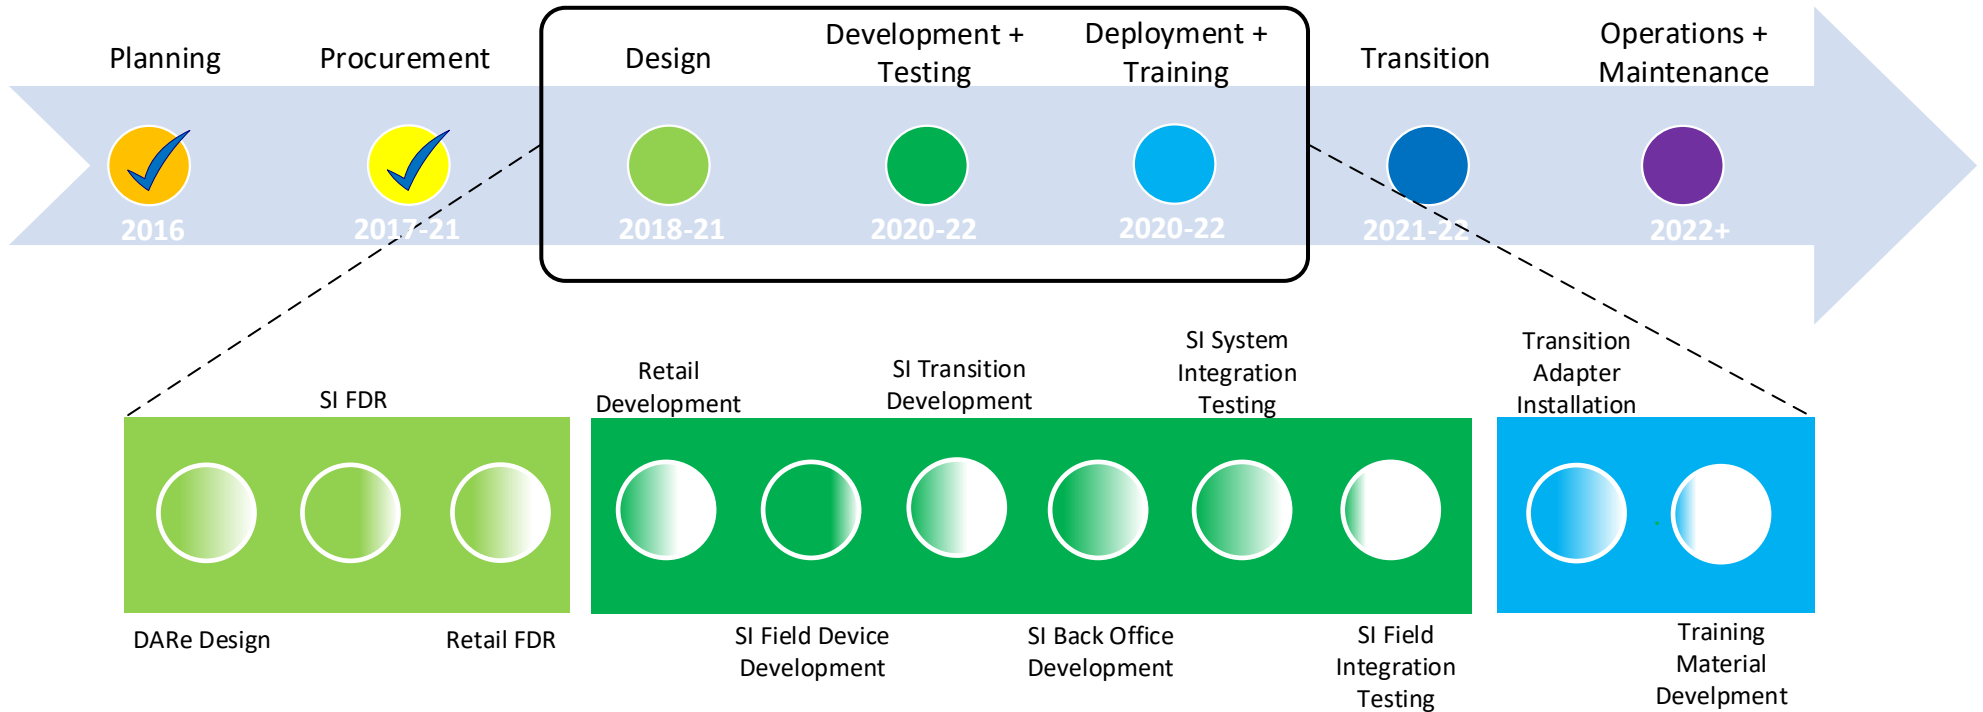 Planning
Procurement
Design
Development +
Testing
Deployment +
Training
Transition
Operations +
Maintenance
2016
2017-21
2018-21
2020-22
2020-22
2021-22
2022+
SI FDR
Retail
Development
SI Transition
Development
SI System
Integration
Testing
Transition
Adapter
Installation
DARe Design
Retail FDR
SI Field Device
Development
SI Back Office
Development
SI Field
Integration
Testing
Training
Material
Develpment